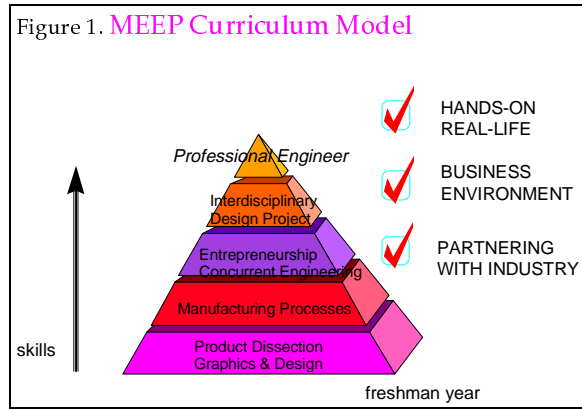 Figure 1. MEEP Curriculum Model
HANDS-ON
REAL-LIFE
Professional Engineer
BUSINESS
ENVIRONMENT
Interdisciplinary
Design Project
PARTNERING
WITH INDUSTRY
Entrepreneurship
Concurrent Engineering
Manufacturing Processes
skills
Product Dissection
Graphics & Design
freshman year